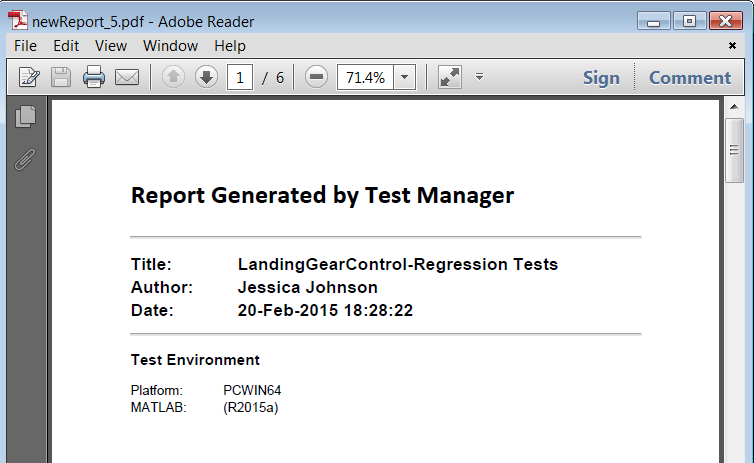 newReport_5.pdf - Adobe Reader
File Edit View Window Help
1 / 6 71.4% Sign Comment
Report Generated by Test Manager
Title: LandingGearControl-Regression Tests
Author: Jessica Johnson
Date: 20-Feb-2015 18:28:22
Test Environment
Platform: PCWIN64
MATLAB: (R2015a)